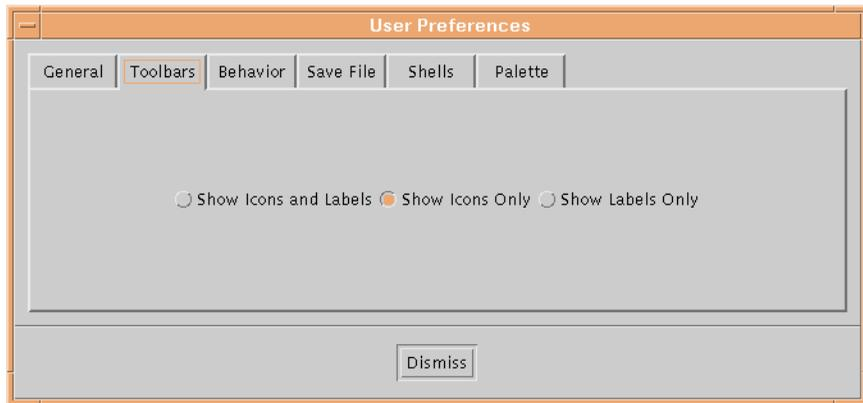 User Preferences
General Toolbars Behavior Save File Shells Palette
Show Icons and Labels Show Icons Only Show Labels Only
Dismiss